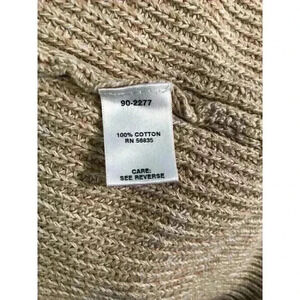 90-2277
100% COTTON
RN 56835
CARE:
SEE REVERSE